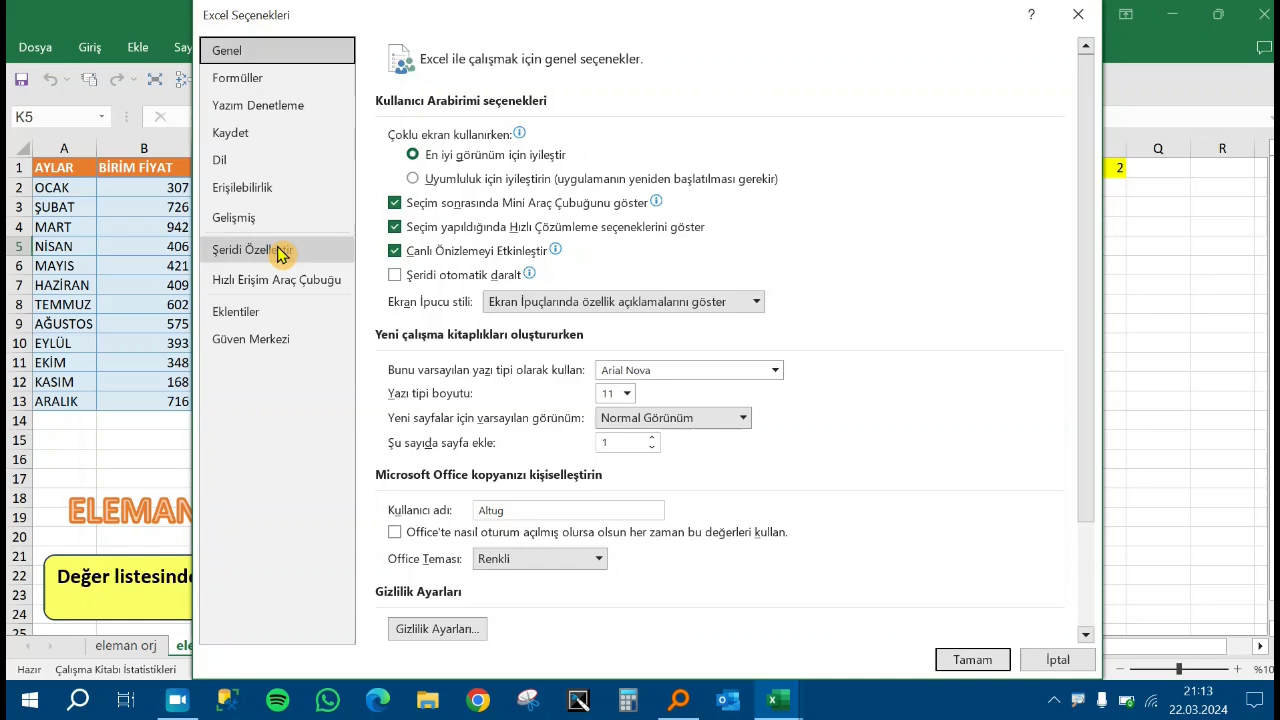 Excel Seçenekleri
Dosya Giriş Ekle
K5
A B Q R
1 AYLAR BİRİM FİYAT 2
2 OCAK 307
3 ŞUBAT 726
4 MART 942
5 NİSAN 406
6 MAYIS 421
7 HAZİRAN 409
8 TEMMUZ 602
9 AĞUSTOS 575
10 EYLÜL 393
11 EKİM 348
12 KASIM 168
13 ARALIK 716
14
15
16
17
18
19
20
21
22
23
24
25
ELEMAN
Değer listesinde
eleman orj
Hazır Çalışma Kitabı İstatistikleri
Genel
Formüller
Yazım Denetleme
Kaydet
Dil
Erişilebilirlik
Gelişmiş
Şeridi Özelleştir
Hızlı Erişim Araç Çubuğu
Eklentiler
Güven Merkezi
Excel ile çalışmak için genel seçenekler.
Kullanıcı Arabirimi seçenekleri
Çoklu ekran kullanırken:
En iyi görünüm için iyileştir
Uyumluluk için iyileştirin (uygulamanın yeniden başlatılması gerekir)
Seçim sonrasında Mini Araç Çubuğunu göster
Seçim yapıldığında Hızlı Çözümleme seçeneklerini göster
Canlı Önizlemeyi Etkinleştir
Şeridi otomatik daralt
Ekran İpucu stili: Ekran İpuçlarında özellik açıklamalarını göster
Yeni çalışma kitaplıkları oluştururken
Bunu varsayılan yazı tipi olarak kullan: Arial Nova
Yazı tipi boyutu: 11
Yeni sayfalar için varsayılan görünüm: Normal Görünüm
Şu sayıda sayfa ekle: 1
Microsoft Office kopyanızı kişiselleştirin
Kullanıcı adı: Altug
Office'te nasıl oturum açılmış olursa olsun her zaman bu değerleri kullan.
Office Teması: Renkli
Gizlilik Ayarları
Gizlilik Ayarları...
Tamam İptal
21:13
22.03.2024